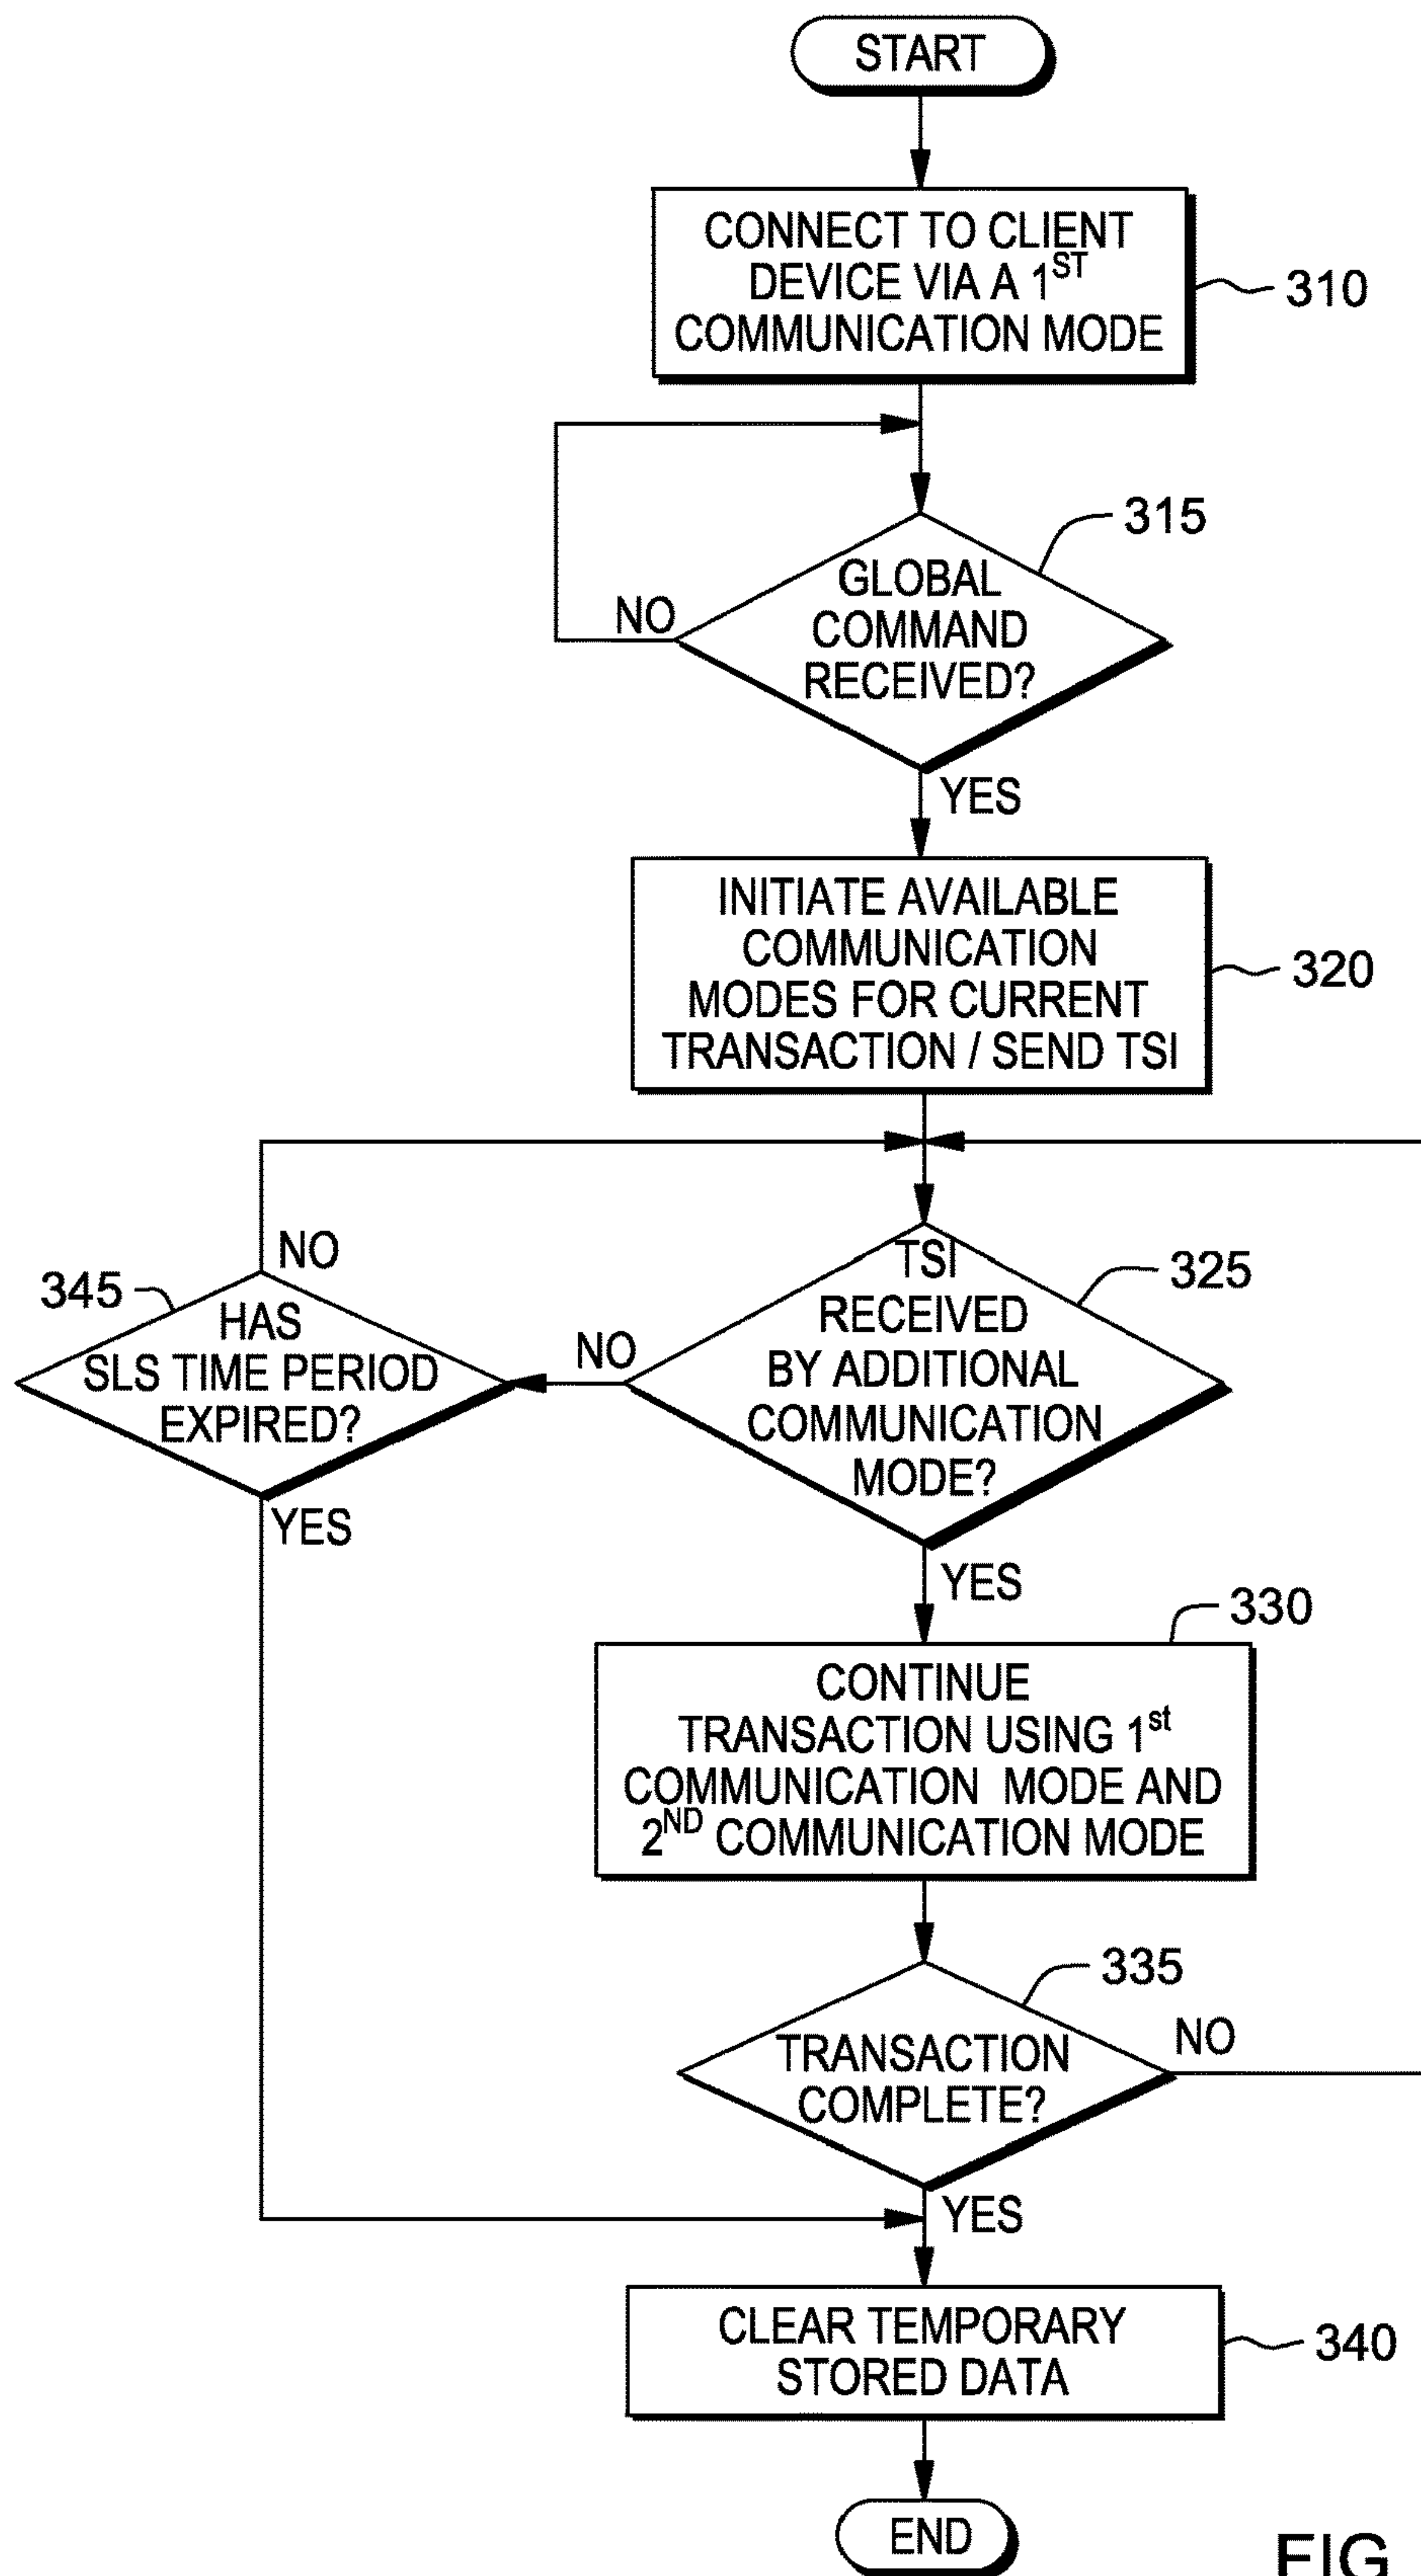 START
CONNECT TO CLIENT
DEVICE VIA A 1ST
COMMUNICATION MODE
310
315
GLOBAL
COMMAND
RECEIVED?
NO
YES
INITIATE AVAILABLE
COMMUNICATION
MODES FOR CURRENT
TRANSACTION / SEND TSI
320
325
TSI
RECEIVED
BY ADDITIONAL
COMMUNICATION
MODE?
NO
345
NO
HAS
SLS TIME PERIOD
EXPIRED?
YES
YES
330
CONTINUE
TRANSACTION USING 1st
COMMUNICATION MODE AND
2ND COMMUNICATION MODE
335
TRANSACTION
COMPLETE?
NO
YES
CLEAR TEMPORARY
STORED DATA
340
END
FIG